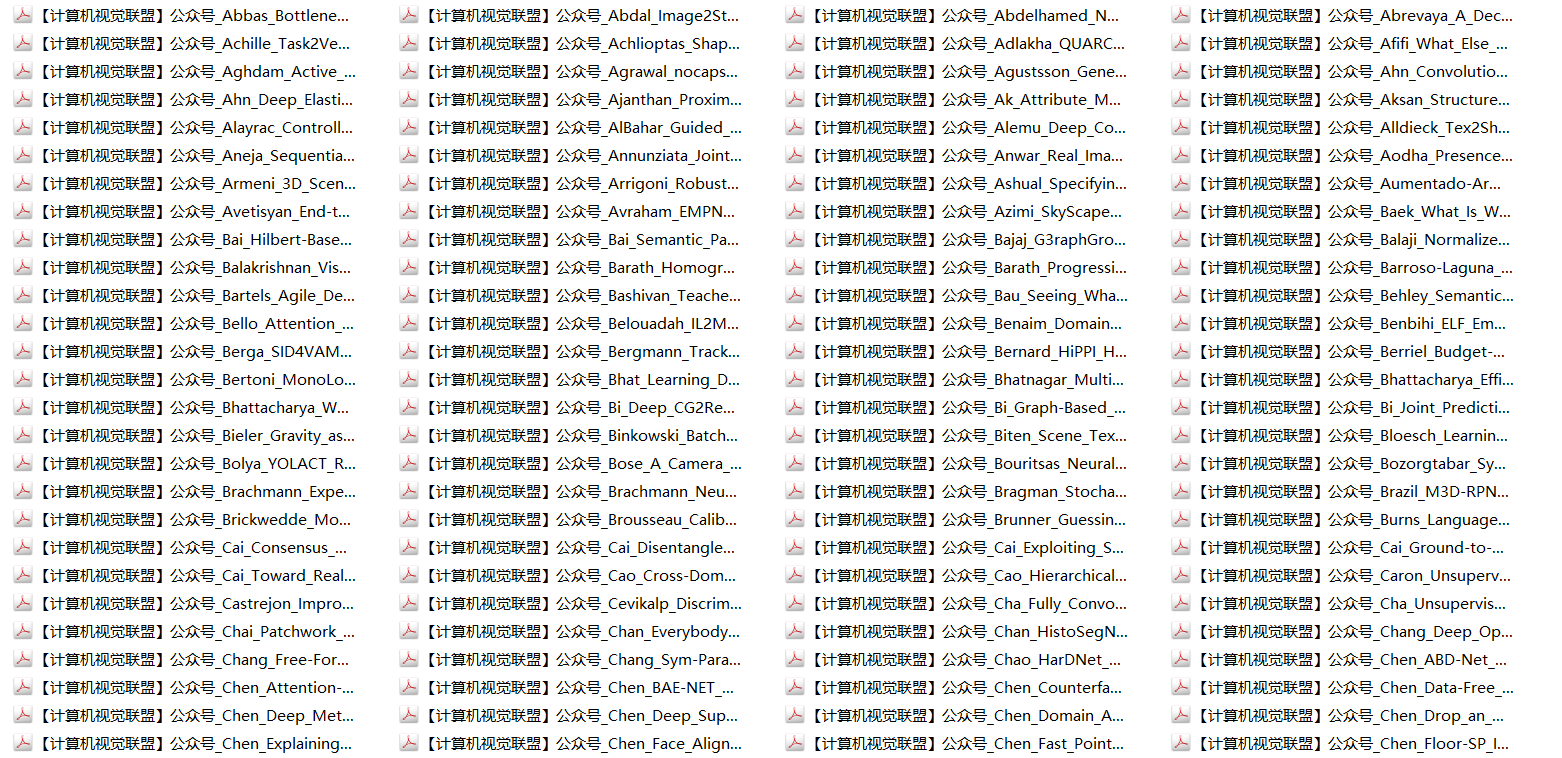 【计算机视觉联盟】公众号_Abbas_Bottlene... 【计算机视觉联盟】公众号_Abdal_Image2St... 【计算机视觉联盟】公众号_Abdelhamed_N... 【计算机视觉联盟】公众号_Abrevaya_A_Dec...
【计算机视觉联盟】公众号_Achille_Task2Ve... 【计算机视觉联盟】公众号_Achlioptas_Shap... 【计算机视觉联盟】公众号_Adlakha_QUARC... 【计算机视觉联盟】公众号_Afifi_What_Else_...
【计算机视觉联盟】公众号_Aghdam_Active_... 【计算机视觉联盟】公众号_Agrawal_nocaps... 【计算机视觉联盟】公众号_Agustsson_Gene... 【计算机视觉联盟】公众号_Ahn_Convolutio...
【计算机视觉联盟】公众号_Ahn_Deep_Elasti... 【计算机视觉联盟】公众号_Ajanthan_Proxim... 【计算机视觉联盟】公众号_Ak_Attribute_M... 【计算机视觉联盟】公众号_Aksan_Structure...
【计算机视觉联盟】公众号_Alayrac_Controll... 【计算机视觉联盟】公众号_AlBahar_Guided_... 【计算机视觉联盟】公众号_Alemu_Deep_Co... 【计算机视觉联盟】公众号_Alldieck_Tex2Sh...
【计算机视觉联盟】公众号_Aneja_Sequentia... 【计算机视觉联盟】公众号_Annunziata_Joint... 【计算机视觉联盟】公众号_Anwar_Real_Ima... 【计算机视觉联盟】公众号_Aodha_Presence...
【计算机视觉联盟】公众号_Armeni_3D_Scen... 【计算机视觉联盟】公众号_Arrigoni_Robust... 【计算机视觉联盟】公众号_Ashual_Specifyin... 【计算机视觉联盟】公众号_Aumentado-Ar...
【计算机视觉联盟】公众号_Avetisyan_End-t... 【计算机视觉联盟】公众号_Avraham_EMPN... 【计算机视觉联盟】公众号_Azimi_SkyScape... 【计算机视觉联盟】公众号_Baek_What_Is_W...
【计算机视觉联盟】公众号_Bai_Hilbert-Base... 【计算机视觉联盟】公众号_Bai_Semantic_Pa... 【计算机视觉联盟】公众号_Bajaj_G3raphGro... 【计算机视觉联盟】公众号_Balaji_Normalize...
【计算机视觉联盟】公众号_Balakrishnan_Vis... 【计算机视觉联盟】公众号_Barath_Homogr... 【计算机视觉联盟】公众号_Barath_Progressi... 【计算机视觉联盟】公众号_Barroso-Laguna_...
【计算机视觉联盟】公众号_Bartels_Agile_De... 【计算机视觉联盟】公众号_Bashivan_Teache... 【计算机视觉联盟】公众号_Bau_Seeing_Wha... 【计算机视觉联盟】公众号_Behley_Semantic...
【计算机视觉联盟】公众号_Bello_Attention_... 【计算机视觉联盟】公众号_Belouadah_IL2M... 【计算机视觉联盟】公众号_Benaim_Domain... 【计算机视觉联盟】公众号_Benbihi_ELF_Em...
【计算机视觉联盟】公众号_Berga_SID4VAM... 【计算机视觉联盟】公众号_Bergmann_Track... 【计算机视觉联盟】公众号_Bernard_HiPPI_H... 【计算机视觉联盟】公众号_Berriel_Budget-...
【计算机视觉联盟】公众号_Bertoni_MonoLo... 【计算机视觉联盟】公众号_Bhat_Learning_D... 【计算机视觉联盟】公众号_Bhatnagar_Multi... 【计算机视觉联盟】公众号_Bhattacharya_Effi...
【计算机视觉联盟】公众号_Bhattacharya_W... 【计算机视觉联盟】公众号_Bi_Deep_CG2Re... 【计算机视觉联盟】公众号_Bi_Graph-Based_... 【计算机视觉联盟】公众号_Bi_Joint_Predicti...
【计算机视觉联盟】公众号_Bieler_Gravity_as... 【计算机视觉联盟】公众号_Binkowski_Batch... 【计算机视觉联盟】公众号_Biten_Scene_Tex... 【计算机视觉联盟】公众号_Bloesch_Learnin...
【计算机视觉联盟】公众号_Bolya_YOLACT_R... 【计算机视觉联盟】公众号_Bose_A_Camera_... 【计算机视觉联盟】公众号_Bouritsas_Neural... 【计算机视觉联盟】公众号_Bozorgtabar_Sy...
【计算机视觉联盟】公众号_Brachmann_Expe... 【计算机视觉联盟】公众号_Brachmann_Neu... 【计算机视觉联盟】公众号_Bragman_Stocha... 【计算机视觉联盟】公众号_Brazil_M3D-RPN...
【计算机视觉联盟】公众号_Brickwedde_Mo... 【计算机视觉联盟】公众号_Brousseau_Calib... 【计算机视觉联盟】公众号_Brunner_Guessin... 【计算机视觉联盟】公众号_Burns_Language...
【计算机视觉联盟】公众号_Cai_Consensus_... 【计算机视觉联盟】公众号_Cai_Disentangle... 【计算机视觉联盟】公众号_Cai_Exploiting_S... 【计算机视觉联盟】公众号_Cai_Ground-to-...
【计算机视觉联盟】公众号_Cai_Toward_Real... 【计算机视觉联盟】公众号_Cao_Cross-Dom... 【计算机视觉联盟】公众号_Cao_Hierarchical... 【计算机视觉联盟】公众号_Caron_Unsuperv...
【计算机视觉联盟】公众号_Castrejon_Impro... 【计算机视觉联盟】公众号_Cevikalp_Discrim... 【计算机视觉联盟】公众号_Cha_Fully_Convo... 【计算机视觉联盟】公众号_Cha_Unsupervis...
【计算机视觉联盟】公众号_Chai_Patchwork_... 【计算机视觉联盟】公众号_Chan_Everybody... 【计算机视觉联盟】公众号_Chan_HistoSegN... 【计算机视觉联盟】公众号_Chang_Deep_Op...
【计算机视觉联盟】公众号_Chang_Free-For... 【计算机视觉联盟】公众号_Chang_Sym-Para... 【计算机视觉联盟】公众号_Chao_HarDNet_... 【计算机视觉联盟】公众号_Chen_ABD-Net_...
【计算机视觉联盟】公众号_Chen_Attention-... 【计算机视觉联盟】公众号_Chen_BAE-NET_... 【计算机视觉联盟】公众号_Chen_Counterfa... 【计算机视觉联盟】公众号_Chen_Data-Free_...
【计算机视觉联盟】公众号_Chen_Deep_Met... 【计算机视觉联盟】公众号_Chen_Deep_Sup... 【计算机视觉联盟】公众号_Chen_Domain_A... 【计算机视觉联盟】公众号_Chen_Drop_an_...
【计算机视觉联盟】公众号_Chen_Explaining... 【计算机视觉联盟】公众号_Chen_Face_Align... 【计算机视觉联盟】公众号_Chen_Fast_Point... 【计算机视觉联盟】公众号_Chen_Floor-SP_I...